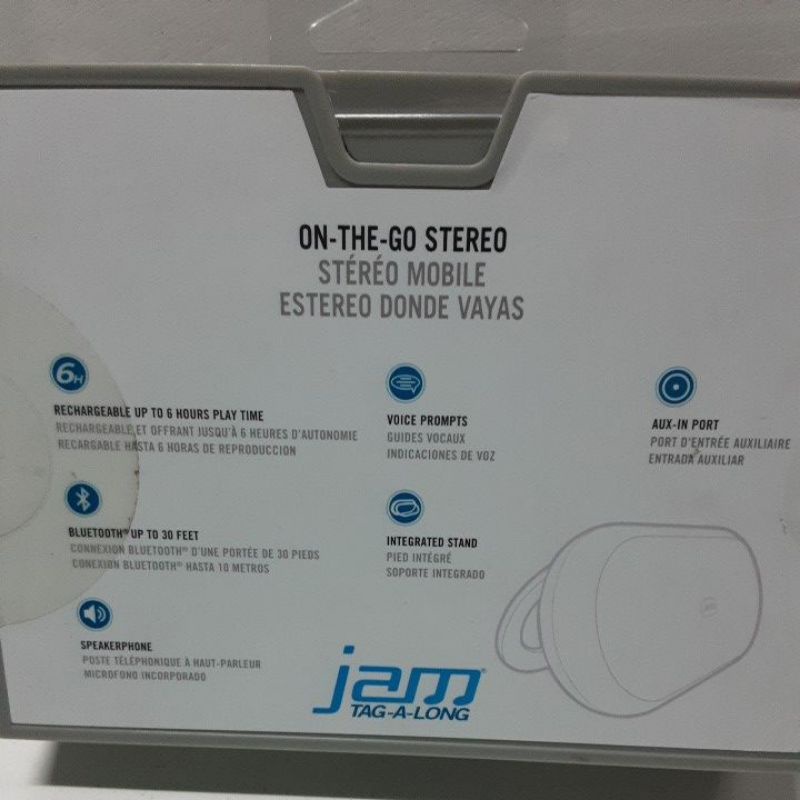 ON-THE-GO STEREO
STÉRÉO MOBILE
ESTEREO DONDE VAYAS
6H
RECHARGEABLE UP TO 6 HOURS PLAY TIME
RECHARGEABLE ET OFFRANT JUSQU'À 6 HEURES D'AUTONOMIE
RECARGABLE HASTA 6 HORAS DE REPRODUCCION
BLUETOOTH® UP TO 30 FEET
CONNEXION BLUETOOTH® D'UNE PORTÉE DE 30 PIEDS
CONEXION BLUETOOTH® HASTA 10 METROS
SPEAKERPHONE
POSTE TÉLÉPHONIQUE À HAUT-PARLEUR
MICROFONO INCORPORADO
VOICE PROMPTS
GUIDES VOCAUX
INDICACIONES DE VOZ
INTEGRATED STAND
PIED INTÉGRÉ
SOPORTE INTEGRADO
AUX-IN PORT
PORT D'ENTRÉE AUXILIAIRE
ENTRADA AUXILIAR
jam
jam®
TAG-A-LONG